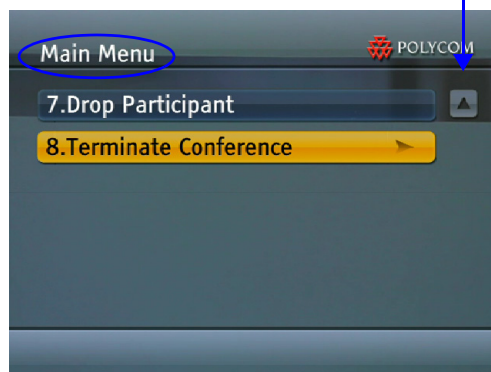 Main Menu
POLYCOM
7.Drop Participant
8.Terminate Conference